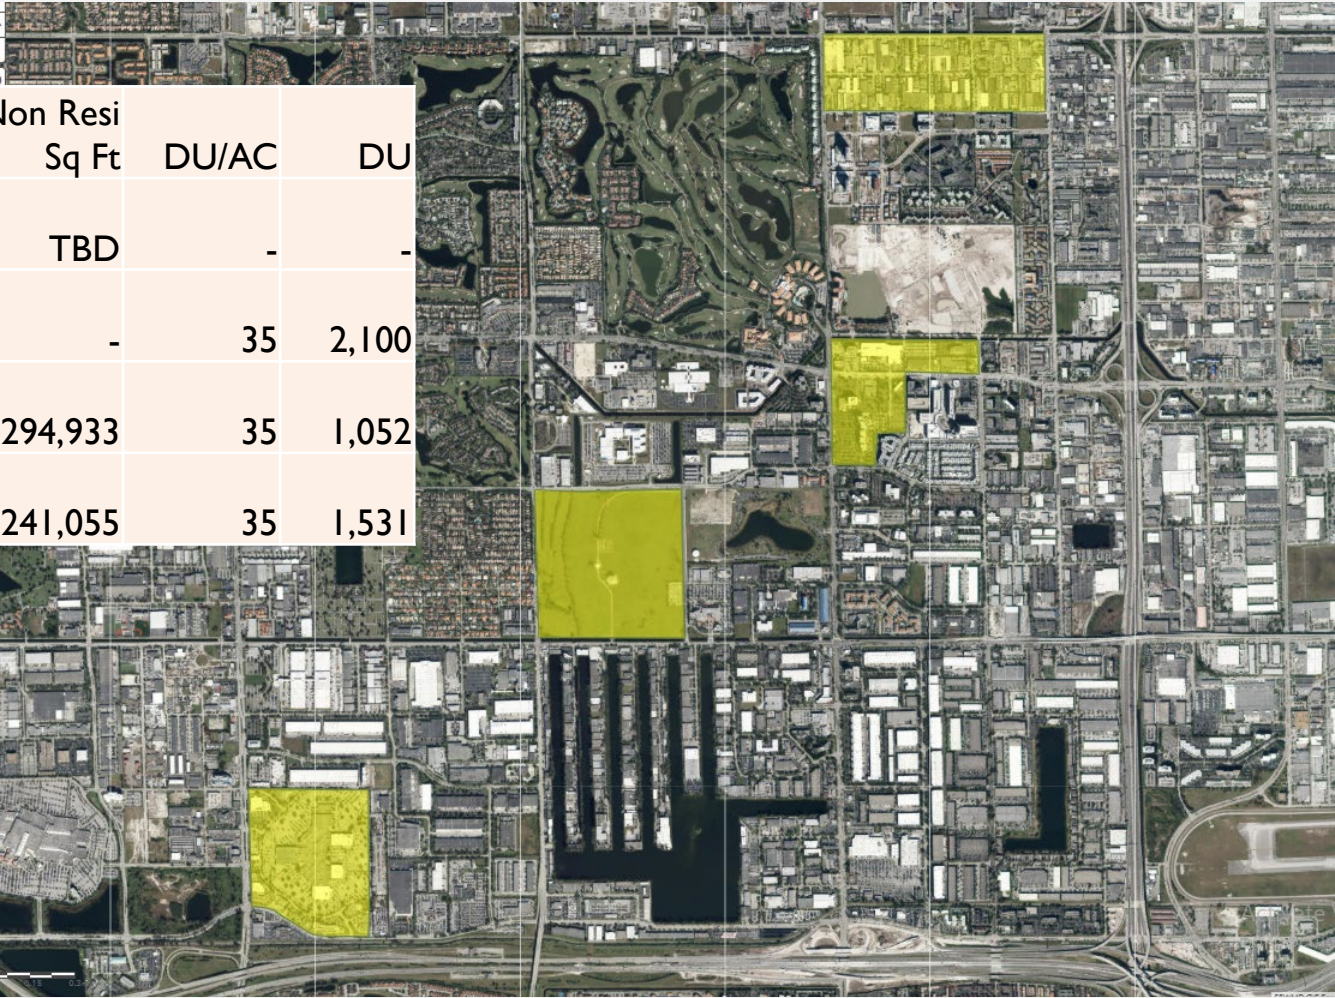 Non Resi
Sq Ft DU/AC DU
TBD - -
- 35 2,100
294,933 35 1,052
241,055 35 1,531